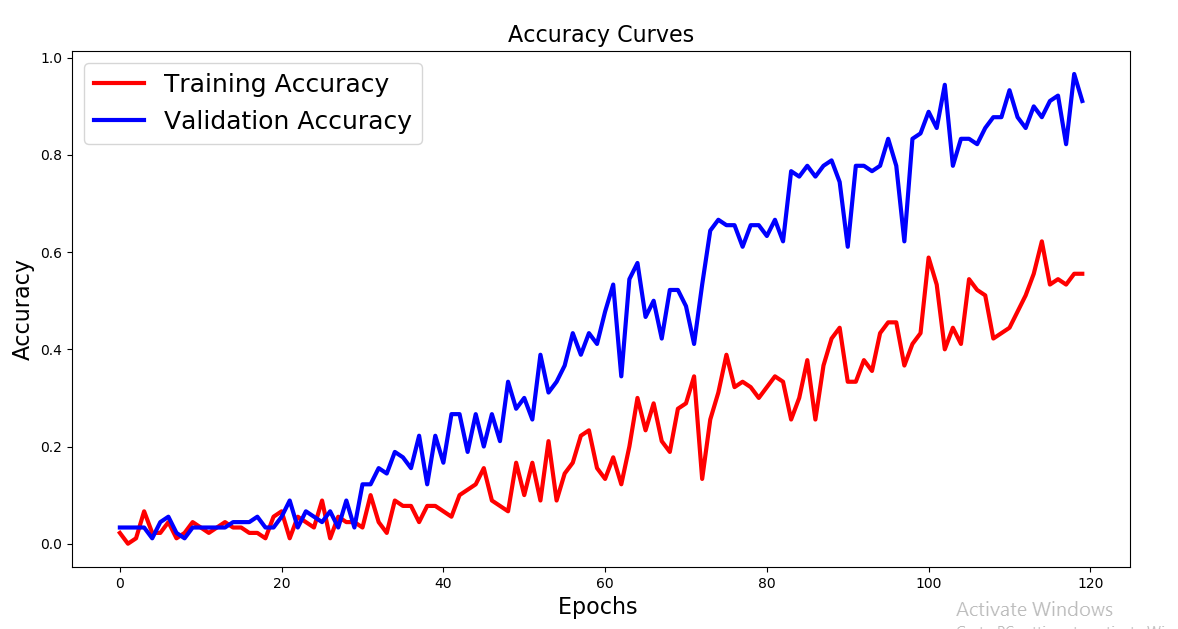 Accuracy Curves
Training Accuracy
Validation Accuracy
1.0
0.8
0.6
0.4
0.2
0.0
Accuracy
0 20 40 60 80 100 120
Epochs
Activate Windows